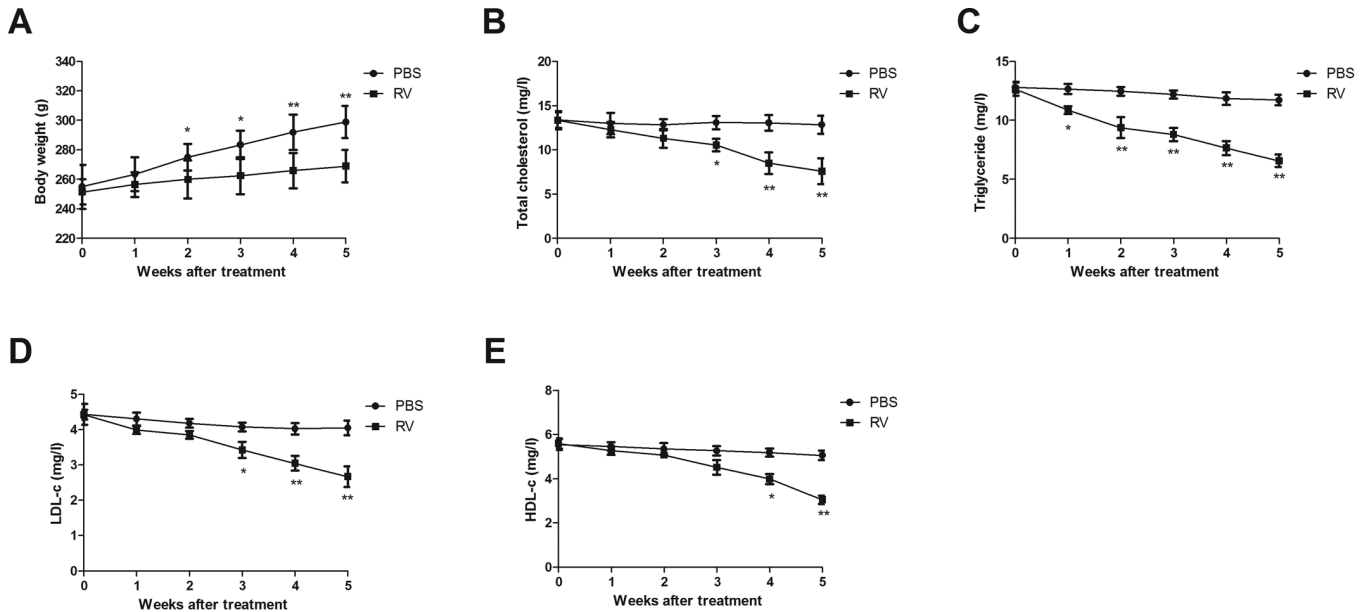 A
Body weight (g)
340
320
300
280
260
240
220
* * ** **
0 1 2 3 4 5
Weeks after treatment
PBS
RV
B
Total cholesterol (mg/l)
20
15
10
5
0
* ** **
0 1 2 3 4 5
Weeks after treatment
PBS
RV
C
Triglyceride (mg/l)
15
10
5
0
* ** ** ** **
0 1 2 3 4 5
Weeks after treatment
PBS
RV
D
LDL-c (mg/l)
5
4
3
2
1
0
* ** **
0 1 2 3 4 5
Weeks after treatment
PBS
RV
E
HDL-c (mg/l)
8
6
4
2
0
* **
0 1 2 3 4 5
Weeks after treatment
PBS
RV